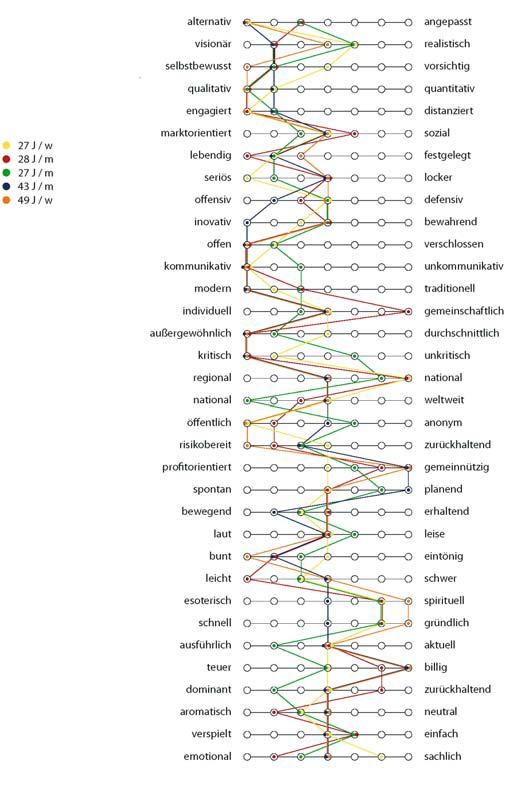 alternativ angepasst
visionär realistisch
selbstbewusst vorsichtig
qualitativ quantitativ
engagiert distanziert
marktorientiert sozial
lebendig festgelegt
seriös locker
offensiv defensiv
inovativ bewahrend
offen verschlossen
kommunikativ unkommunikativ
modern traditionell
individuell gemeinschaftlich
außergewöhnlich durchschnittlich
kritisch unkritisch
regional national
national weltweit
öffentlich anonym
risikobereit zurückhaltend
profitorientiert gemeinnützig
spontan planend
bewegend erhaltend
laut leise
bunt eintönig
leicht schwer
esoterisch spirituell
schnell gründlich
ausführlich aktuell
teuer billig
dominant zurückhaltend
aromatisch neutral
verspielt einfach
emotional sachlich
27 J / w
28 J / m
27 J / m
43 J / m
49 J / w